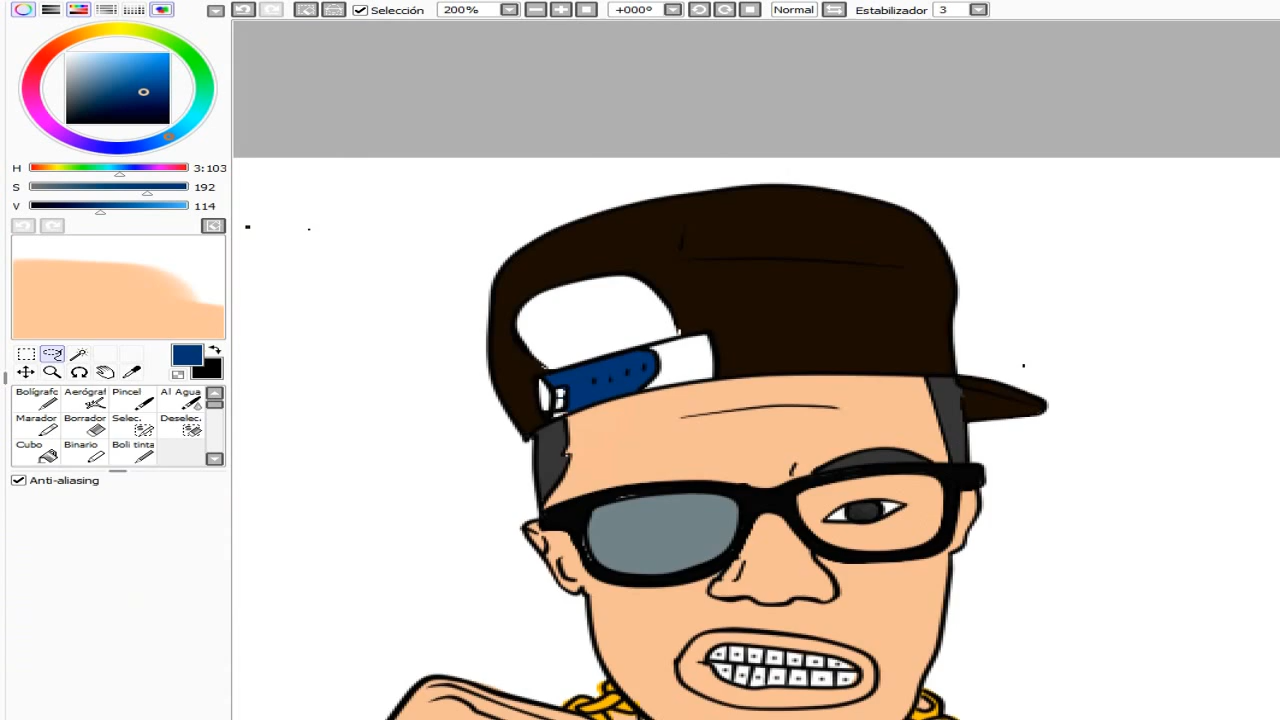 Selección 200% +000° Normal Estabilizador 3
H 3:103
S 192
V 114
Bolígrafo Aerógraf Pincel Al Agua
Marador Borrador Selec. Deselec.
Cubo Binario Boli tinta
Anti-aliasing